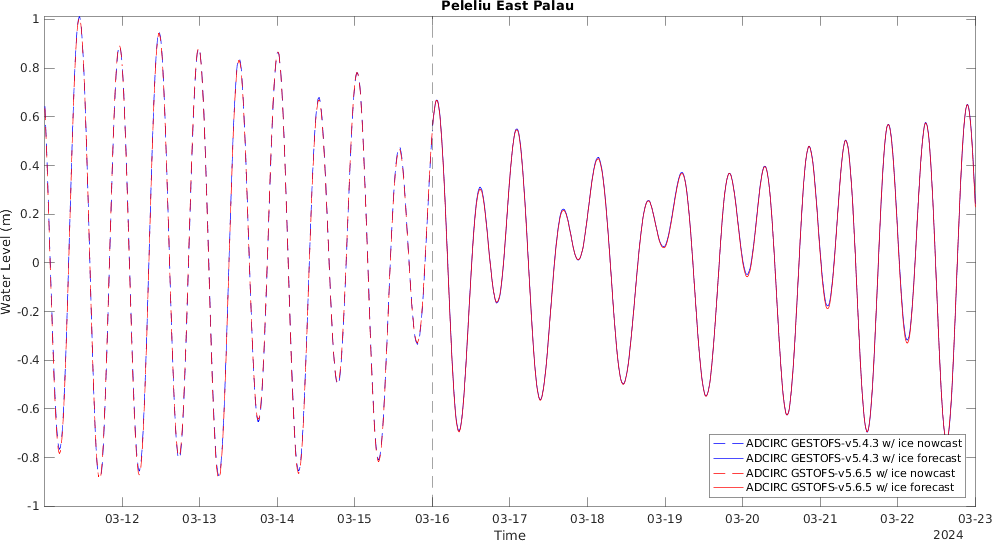 Peleliu East Palau
Water Level (m)
1
0.8
0.6
0.4
0.2
0
-0.2
-0.4
-0.6
-0.8
-1
ADCIRC GESTOFS-v5.4.3 w/ ice nowcast
ADCIRC GESTOFS-v5.4.3 w/ ice forecast
ADCIRC GSTOFS-v5.6.5 w/ ice nowcast
ADCIRC GSTOFS-v5.6.5 w/ ice forecast
03-12 03-13 03-14 03-15 03-16 03-17 03-18 03-19 03-20 03-21 03-22 03-23
Time
2024